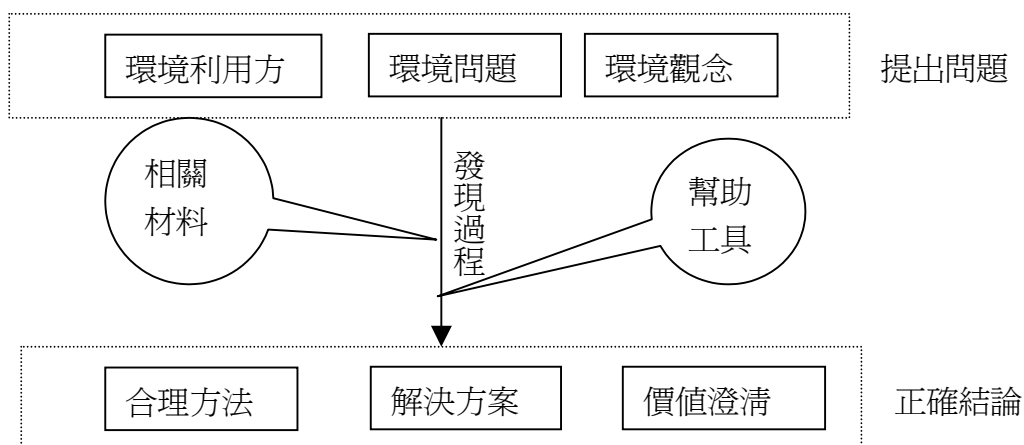 環境利用方
環境問題
環境觀念
提出問題
相關
材料
發現過程
幫助
工具
合理方法
解決方案
價值澄清
正確結論